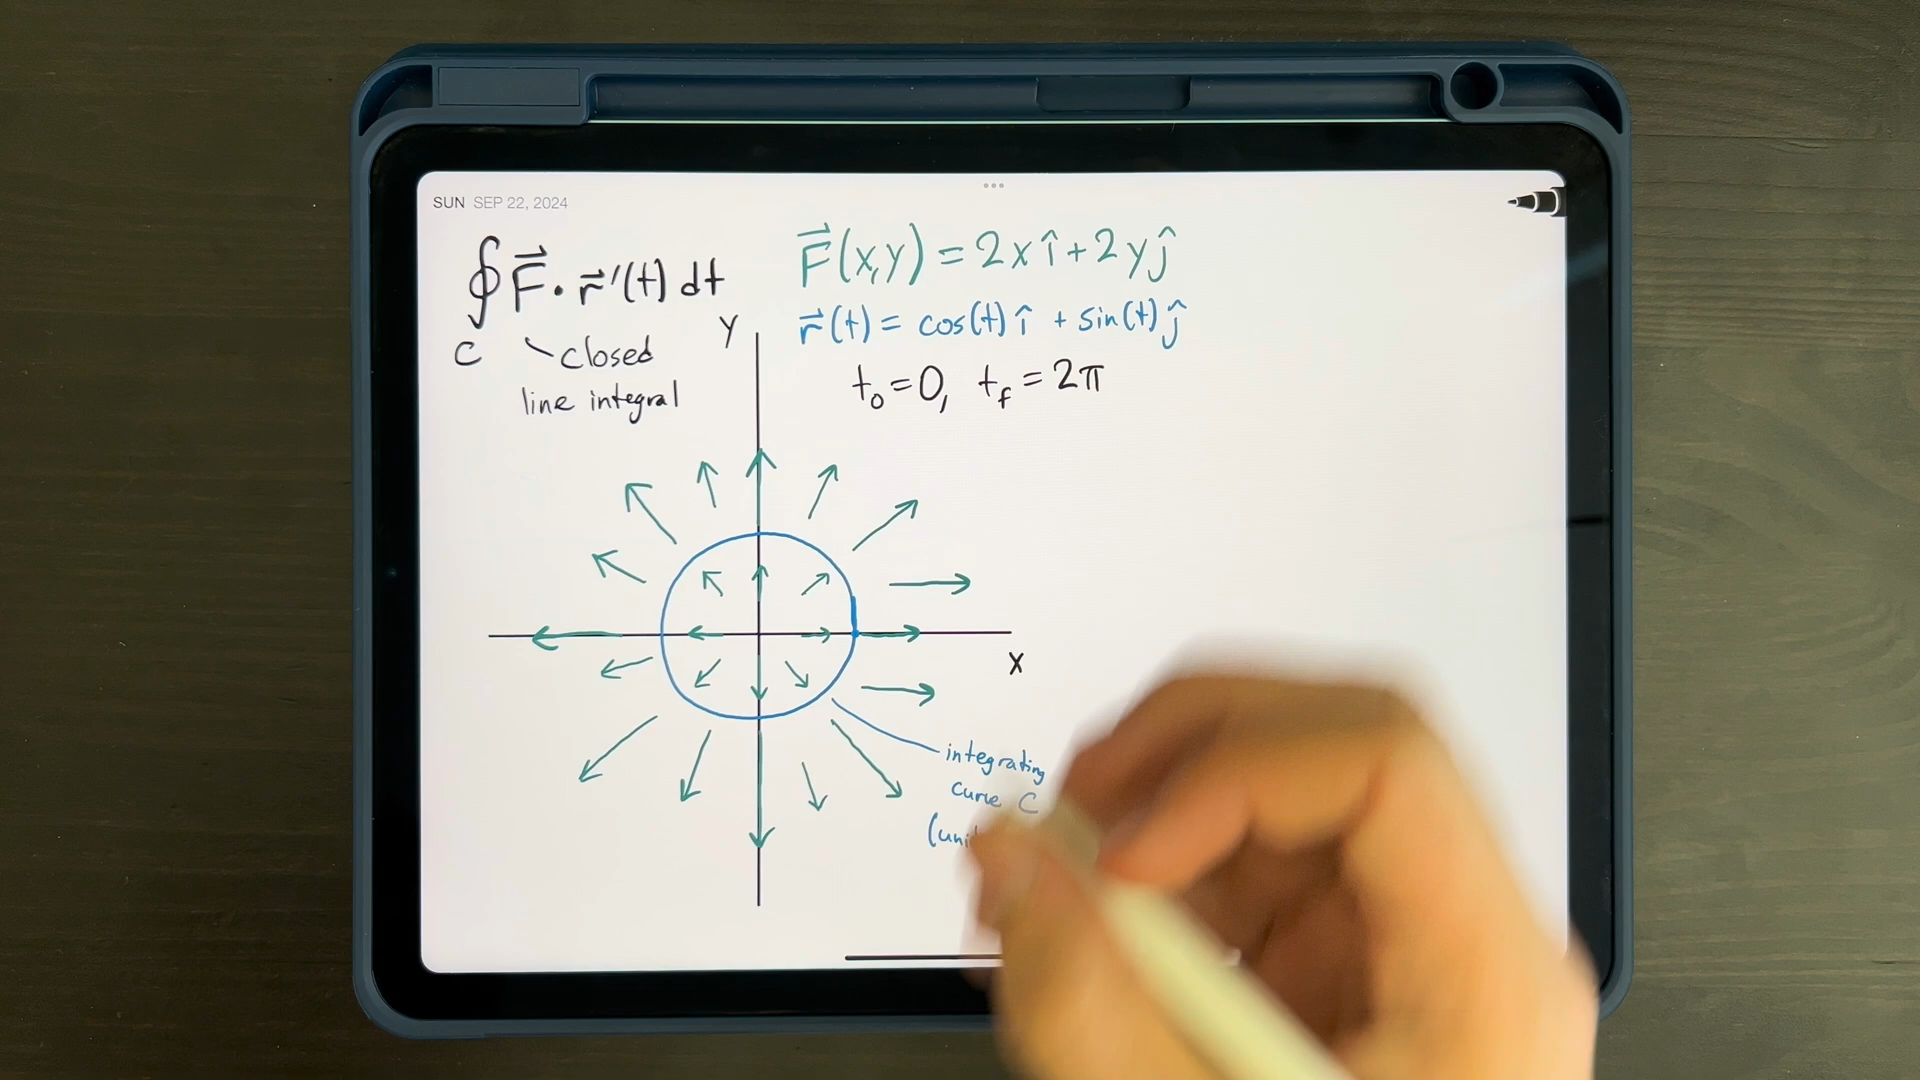 SUN SEP 22, 2024
∮ F⃗ · r⃗ ′(t) dt
C
closed
line integral
F⃗(x,y) = 2x î + 2y ĵ
r⃗(t) = cos(t) î + sin(t) ĵ
t₀ = 0, t_f = 2π
y
x
integrating
curve C